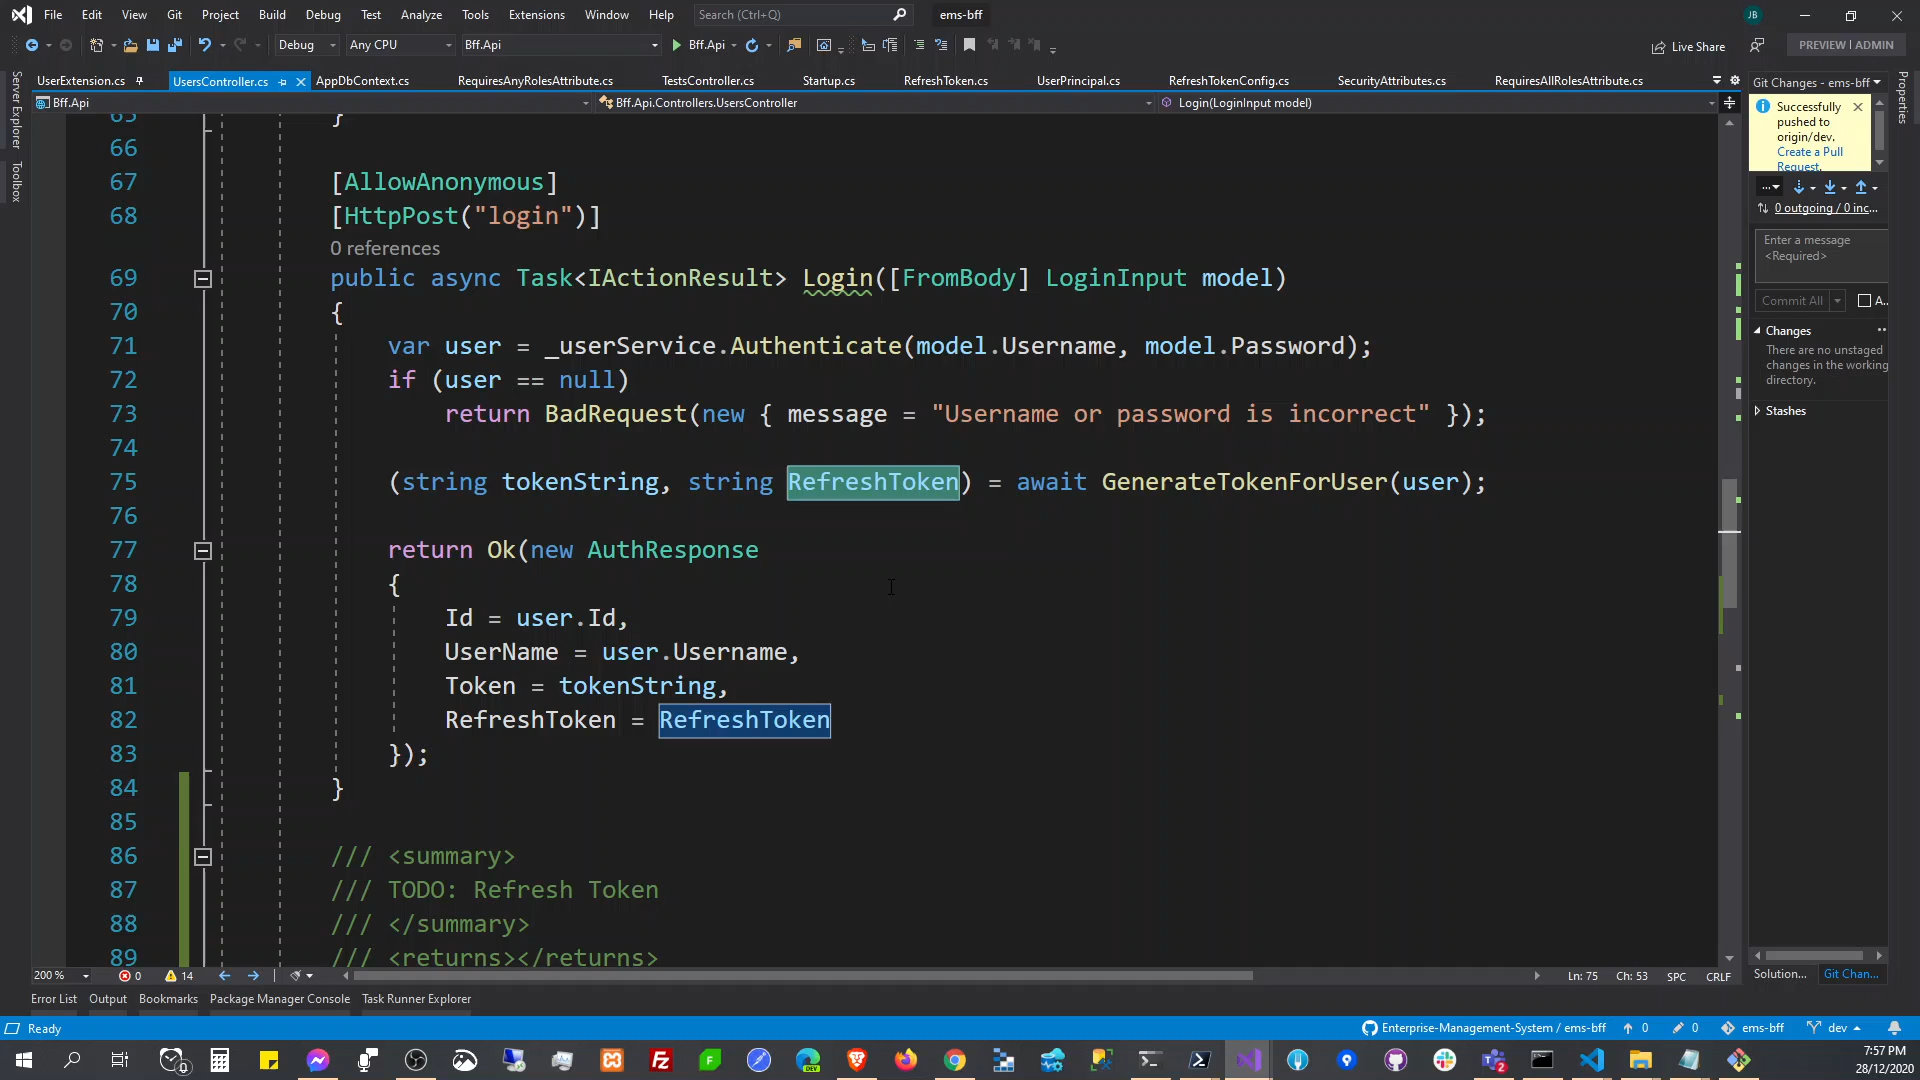 File Edit View Git Project Build Debug Test Analyze Tools Extensions Window Help Search (Ctrl+Q) ems-bff JB
Debug Any CPU Bff.Api Bff.Api Live Share PREVIEW | ADMIN
UserExtension.cs UsersController.cs AppDbContext.cs RequiresAnyRolesAttribute.cs TestsController.cs Startup.cs RefreshToken.cs UserPrincipal.cs RefreshTokenConfig.cs SecurityAttributes.cs RequiresAllRolesAttribute.cs
Bff.Api Bff.Api.Controllers.UsersController Login(LoginInput model)
Server Explorer
Toolbox
65 }
66
67 [AllowAnonymous]
68 [HttpPost("login")]
0 references
69 public async Task<IActionResult> Login([FromBody] LoginInput model)
70 {
71 var user = _userService.Authenticate(model.Username, model.Password);
72 if (user == null)
73 return BadRequest(new { message = "Username or password is incorrect" });
74
75 (string tokenString, string RefreshToken) = await GenerateTokenForUser(user);
76
77 return Ok(new AuthResponse
78 {
79 Id = user.Id,
80 UserName = user.Username,
81 Token = tokenString,
82 RefreshToken = RefreshToken
83 });
84 }
85
86 /// <summary>
87 /// TODO: Refresh Token
88 /// </summary>
89 /// <returns></returns>
200 % 0 14 Ln: 75 Ch: 53 SPC CRLF
Git Changes - ems-bff
Successfully
pushed to
origin/dev.
Create a Pull
Request.
0 outgoing / 0 inc...
Enter a message
<Required>
Commit All A..
Changes
There are no unstaged
changes in the working
directory.
Stashes
Solution... Git Chan...
Properties
Error List Output Bookmarks Package Manager Console Task Runner Explorer
Ready Enterprise-Management-System / ems-bff 0 0 ems-bff dev
7:57 PM
28/12/2020